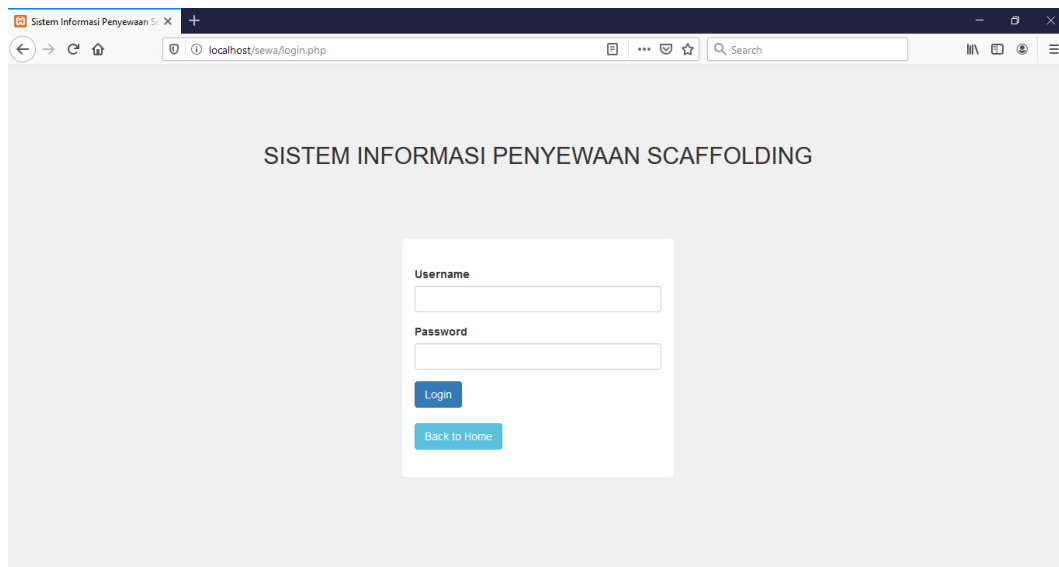 Sistem Informasi Penyewaan S
localhost/sewa/login.php
Search
SISTEM INFORMASI PENYEWAAN SCAFFOLDING
Username
Password
Login
Back to Home